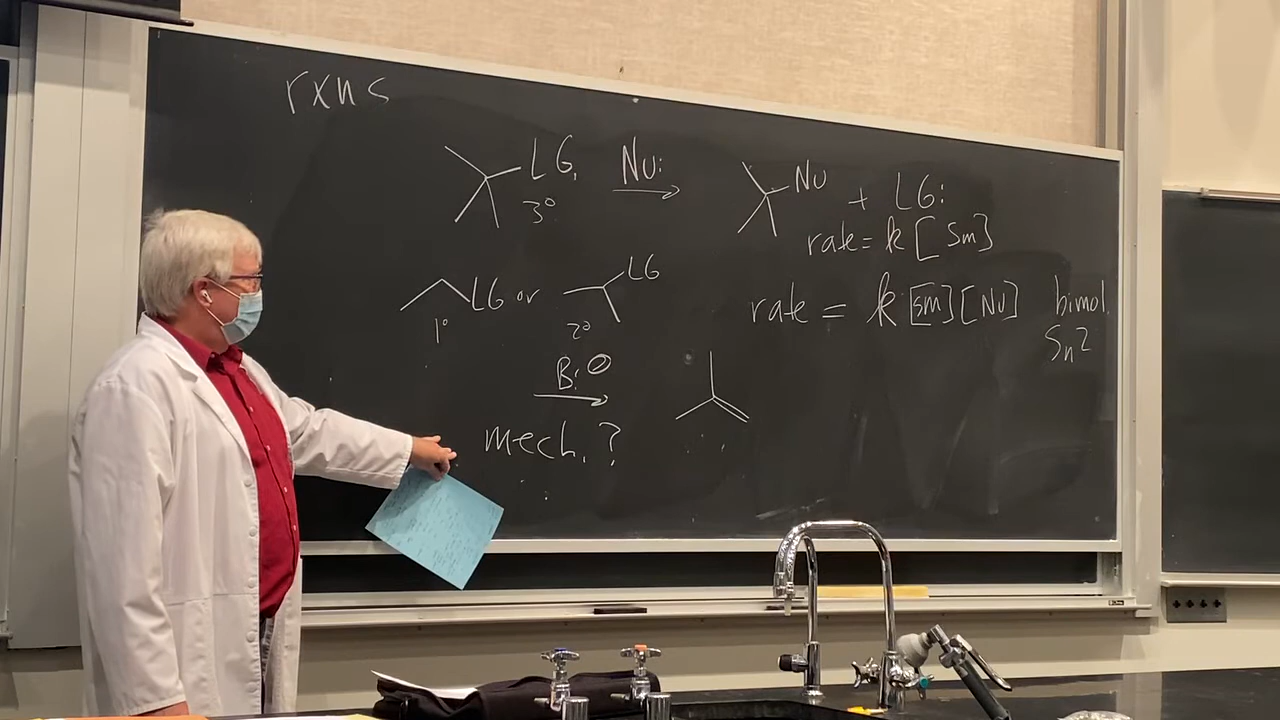 rxns
LG Nu: Nu + LG:
3°
rate = k[sm]
LG or LG
1° 2°
rate = k[sm][Nu] bimol.
Sn2
B:⊖
mech. ?